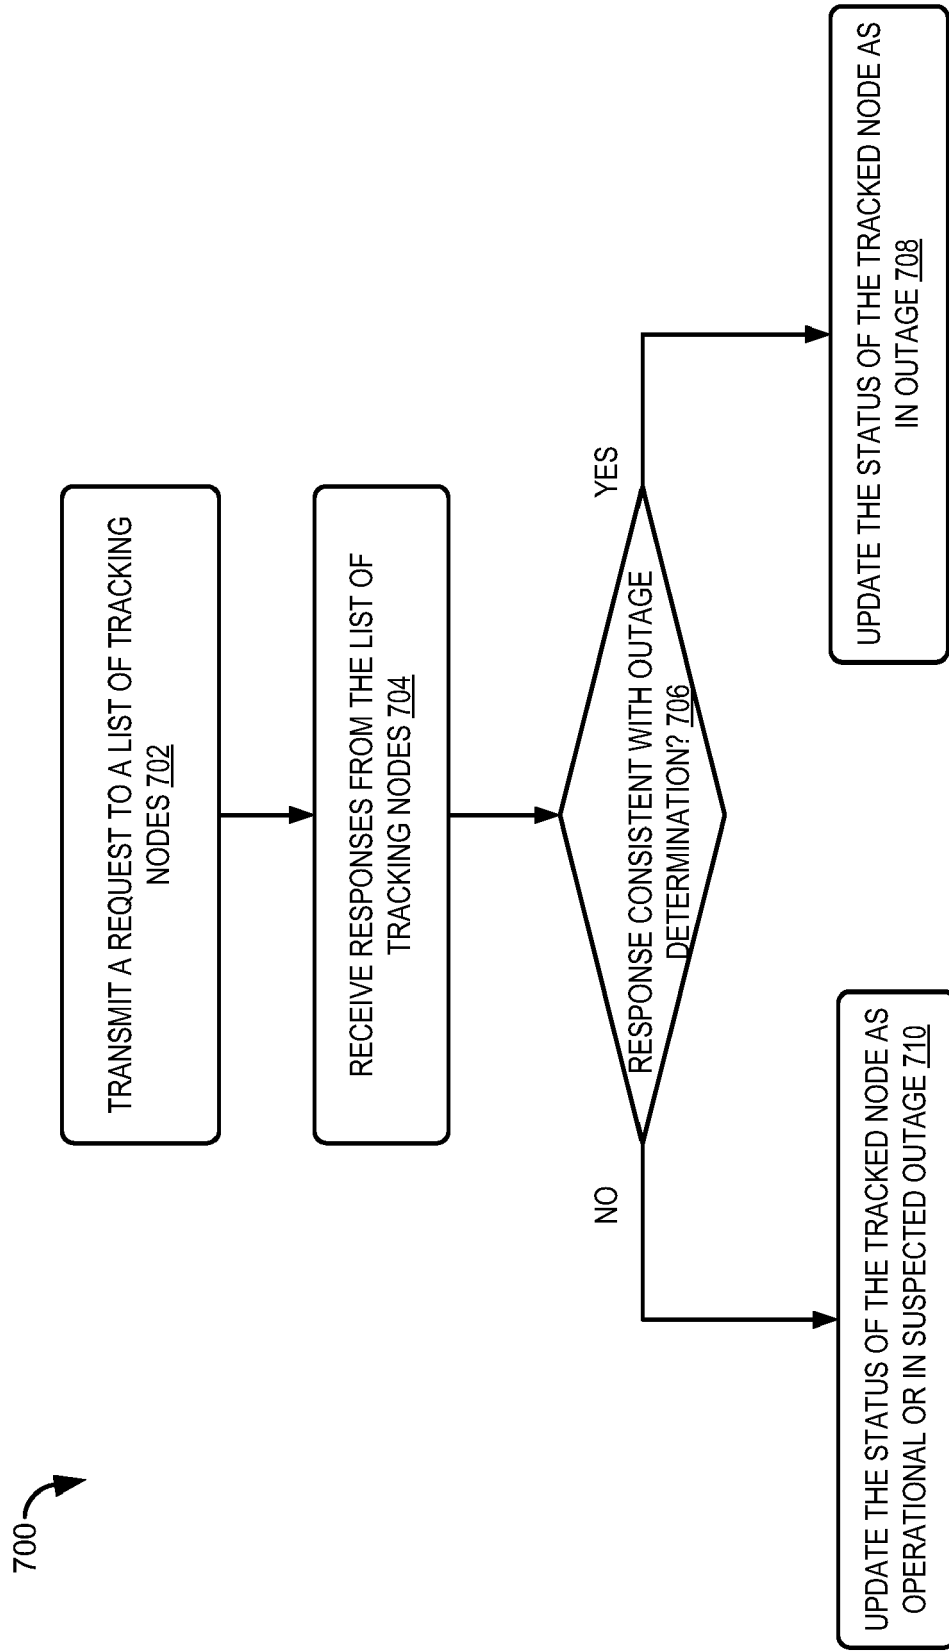 700
TRANSMIT A REQUEST TO A LIST OF TRACKING
NODES 702
RECEIVE RESPONSES FROM THE LIST OF
TRACKING NODES 704
RESPONSE CONSISTENT WITH OUTAGE
DETERMINATION? 706
NO
YES
UPDATE THE STATUS OF THE TRACKED NODE AS
OPERATIONAL OR IN SUSPECTED OUTAGE 710
UPDATE THE STATUS OF THE TRACKED NODE AS
IN OUTAGE 708